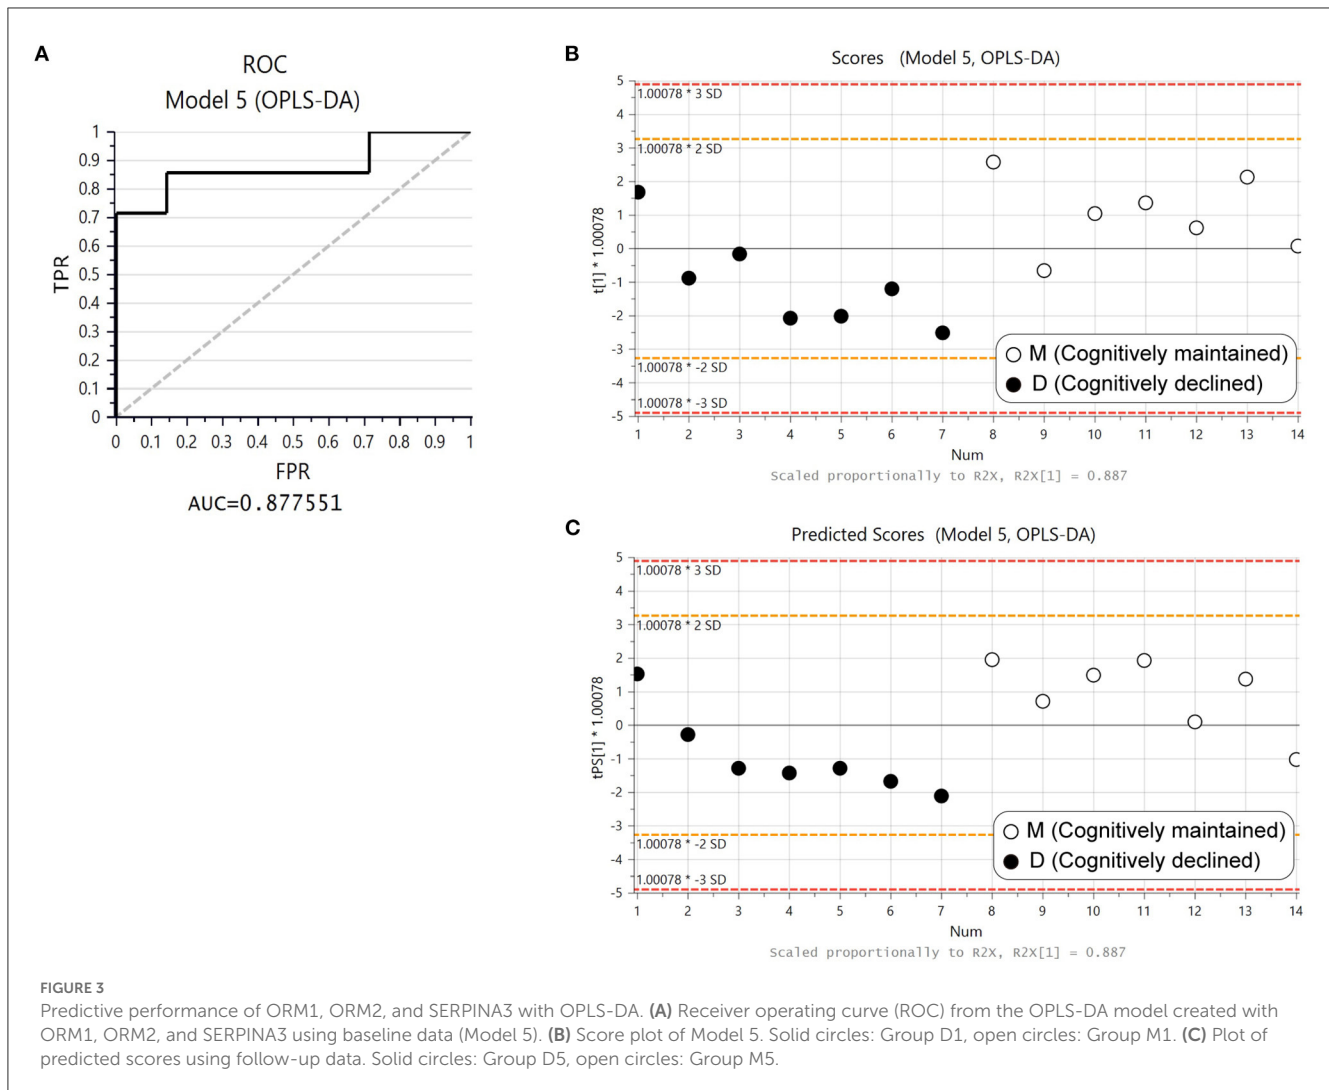 A
ROC
Model 5 (OPLS-DA)
TPR
1
0.9
0.8
0.7
0.6
0.5
0.4
0.3
0.2
0.1
0
0 0.1 0.2 0.3 0.4 0.5 0.6 0.7 0.8 0.9 1
FPR
AUC=0.877551
B
Scores (Model 5, OPLS-DA)
t[1] * 1.00078
5
4
3
2
1
0
-1
-2
-3
-4
-5
1.00078 * 3 SD
1.00078 * 2 SD
1.00078 * -2 SD
1.00078 * -3 SD
M (Cognitively maintained)
D (Cognitively declined)
1 2 3 4 5 6 7 8 9 10 11 12 13 14
Num
Scaled proportionally to R2X, R2X[1] = 0.887
C
Predicted Scores (Model 5, OPLS-DA)
tPS[1] * 1.00078
5
4
3
2
1
0
-1
-2
-3
-4
-5
1.00078 * 3 SD
1.00078 * 2 SD
1.00078 * -2 SD
1.00078 * -3 SD
M (Cognitively maintained)
D (Cognitively declined)
1 2 3 4 5 6 7 8 9 10 11 12 13 14
Num
Scaled proportionally to R2X, R2X[1] = 0.887
FIGURE 3
Predictive performance of ORM1, ORM2, and SERPINA3 with OPLS-DA. (A) Receiver operating curve (ROC) from the OPLS-DA model created with
ORM1, ORM2, and SERPINA3 using baseline data (Model 5). (B) Score plot of Model 5. Solid circles: Group D1, open circles: Group M1. (C) Plot of
predicted scores using follow-up data. Solid circles: Group D5, open circles: Group M5.